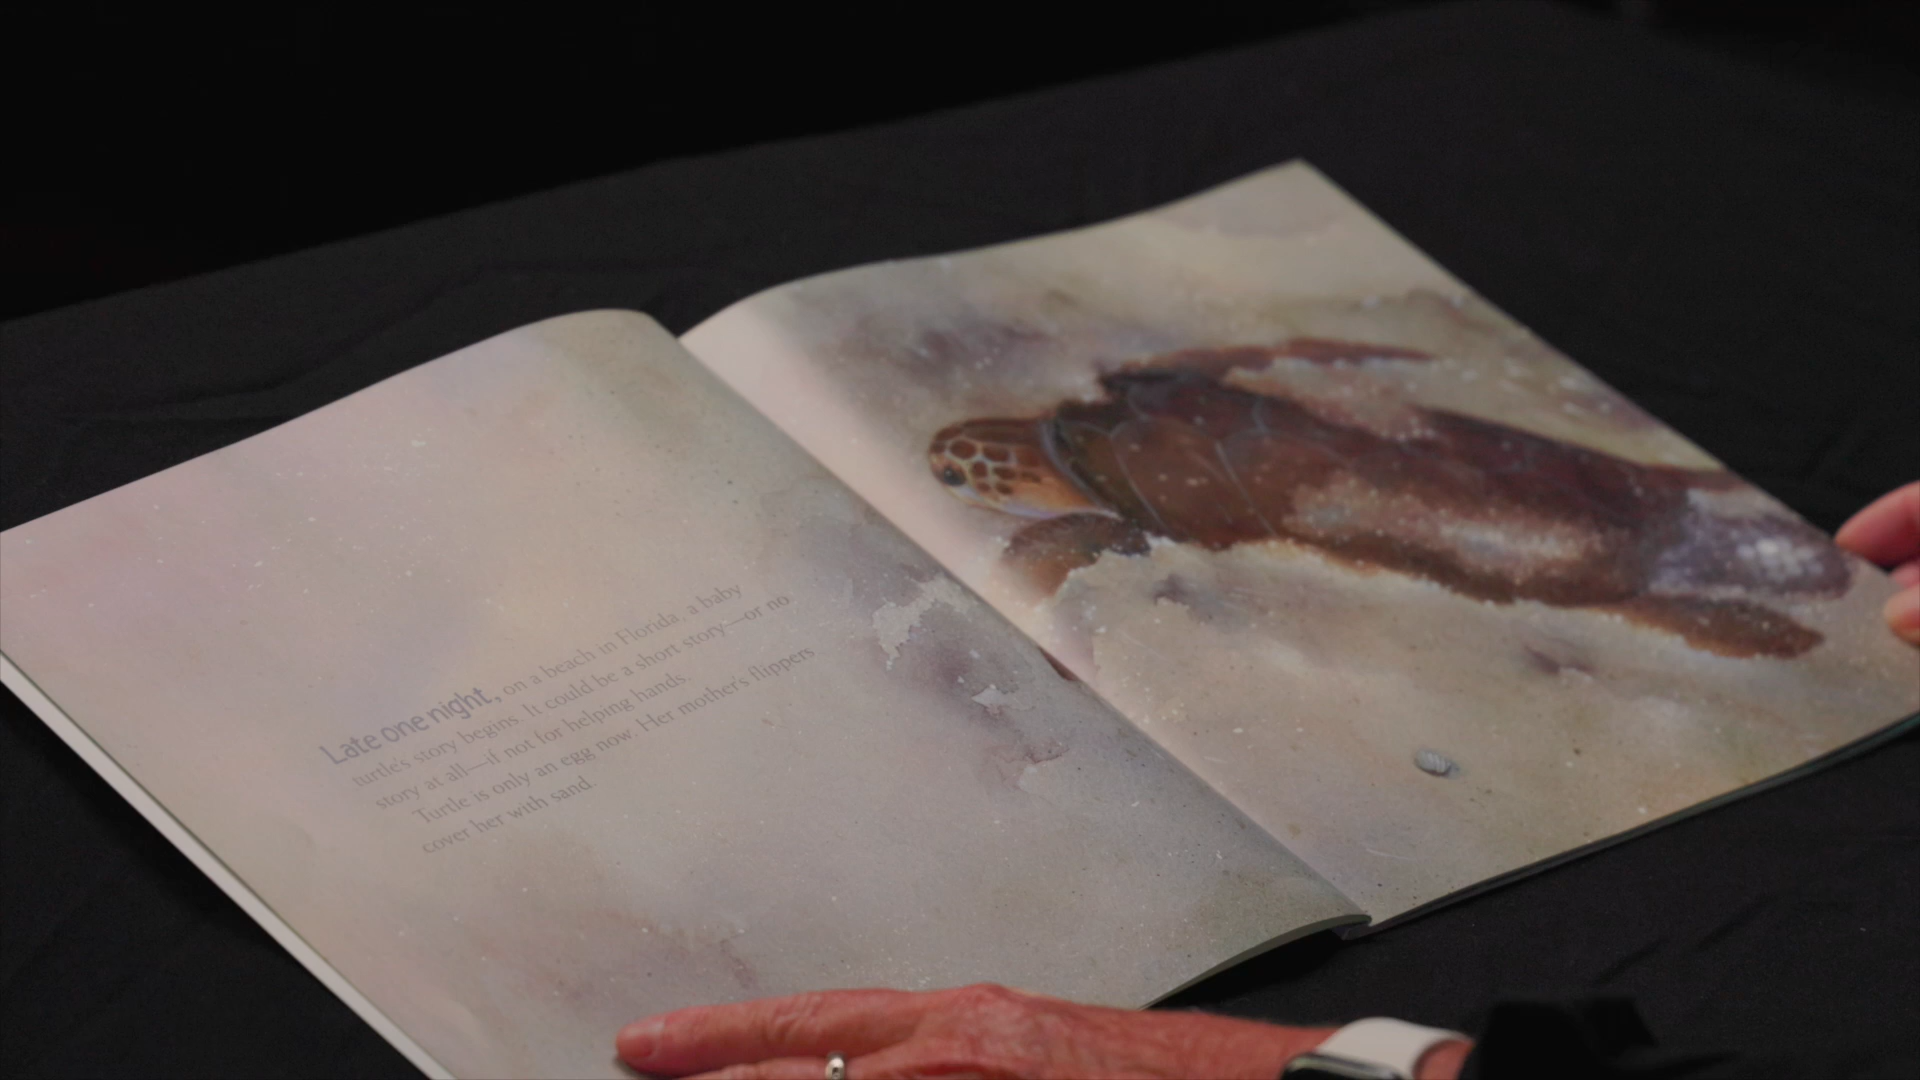 Late one night, on a beach in Florida, a baby
turtle's story begins. It could be a short story—or no
story at all—if not for helping hands.
Turtle is only an egg now. Her mother's flippers
cover her with sand.